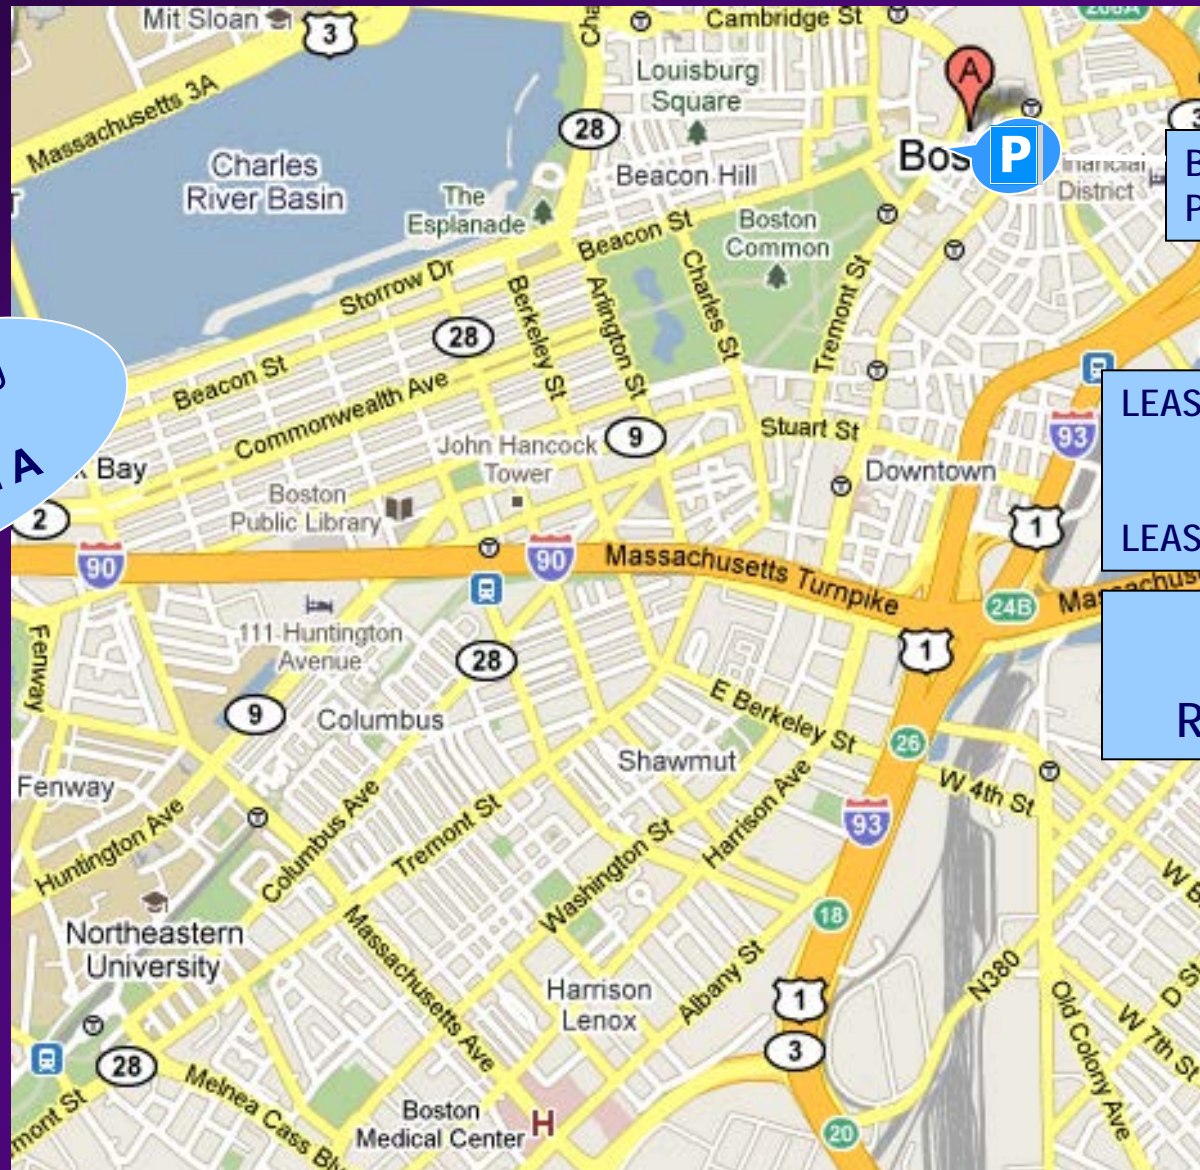 Mit Sloan
3
Cambridge St
Massachusetts 3A
Louisburg
Square
A
28
Charles
River Basin
Beacon Hill
P
Financial
District
The
Esplanade
Boston
Common
Beacon St
Storrow Dr
Berkeley St
Arlington St
Charles St
Tremont St
28
Beacon St
Commonwealth Ave
9
Stuart St
93
LEAS
John Hancock
Tower
Downtown
Bay
Boston
Public Library
2
1
LEAS
90
90
Massachusetts Turnpike
24B
111 Huntington
Avenue
28
1
Fenway
9
Columbus
E Berkeley St
26
R
Shawmut
W 4th St
Fenway
Huntington Ave
Columbus Ave
Tremont St
Washington St
Harrison Ave
93
18
Northeastern
University
Massachusetts Ave
Harrison
Lenox
Albany St
1
N380
D St
3
Old Colony Ave
W 7th St
28
Melnea Cass
Boston
Medical Center
H
20